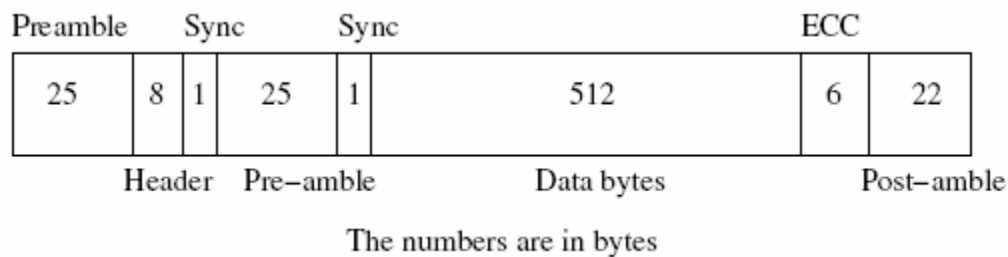 Preamble Sync Sync ECC
25 8 1 25 1 512 6 22
Header Pre-amble Data bytes Post-amble
The numbers are in bytes